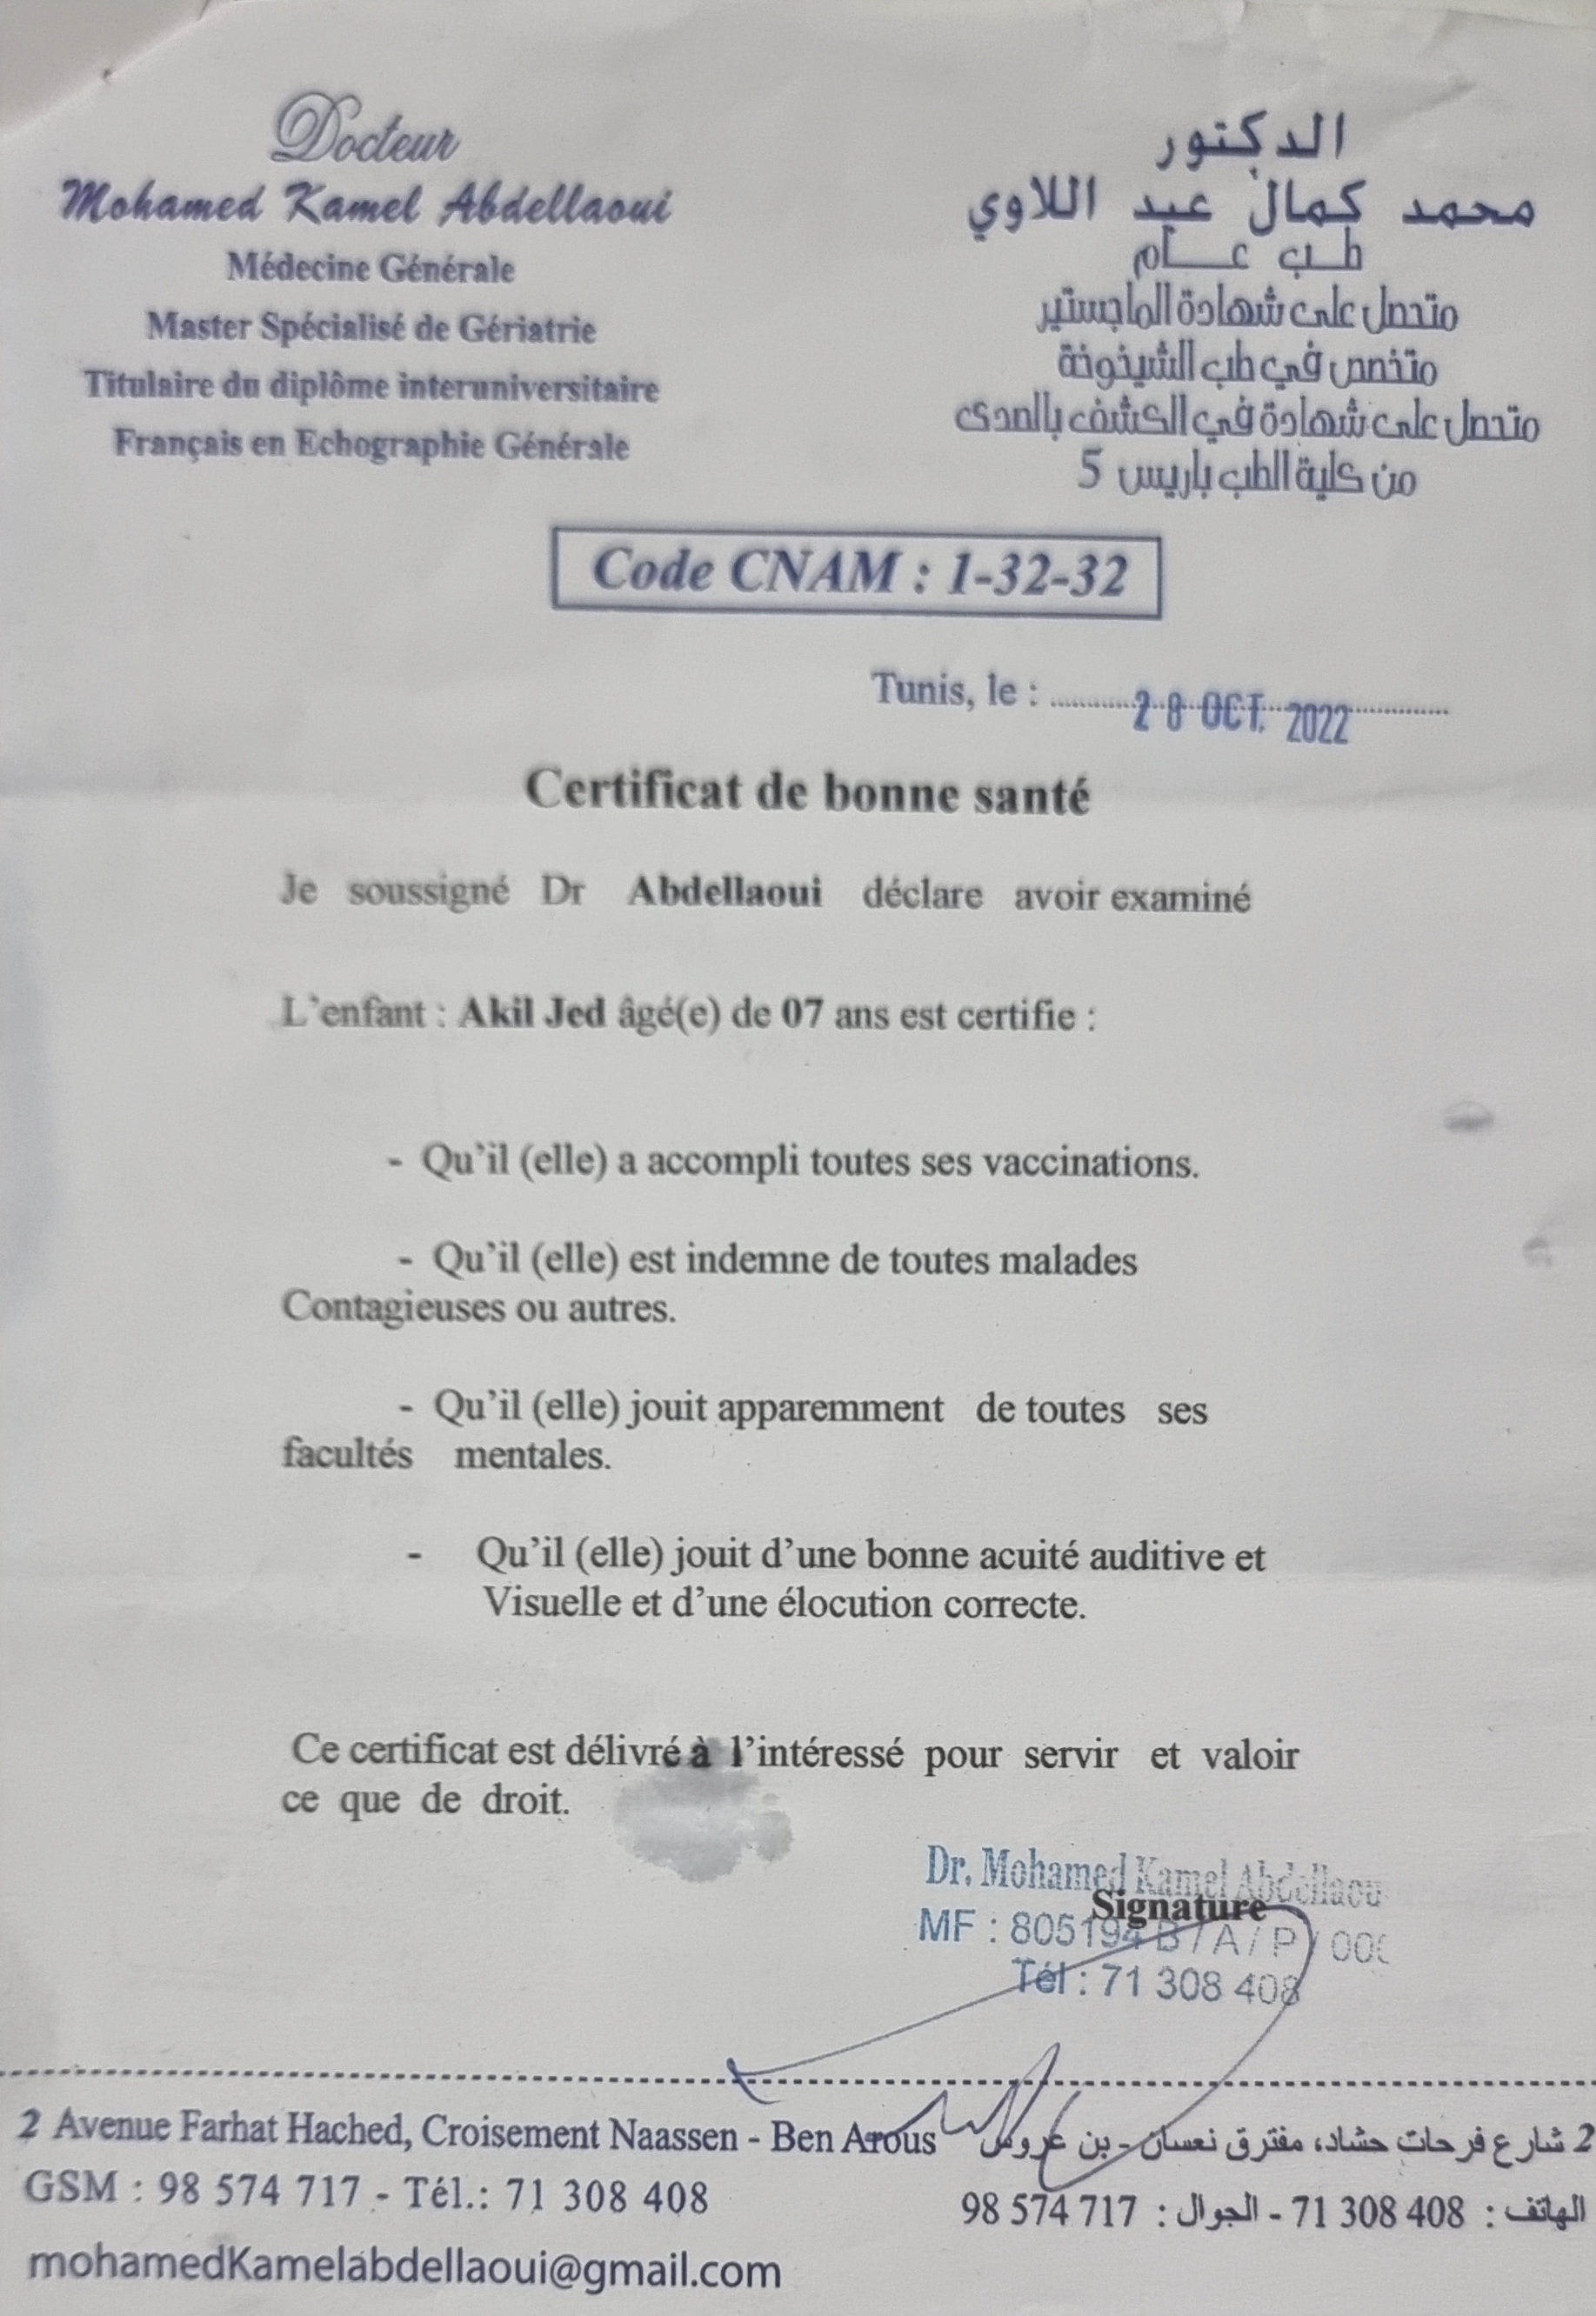 Docteur
Mohamed Kamel Abdellaoui
Médecine Générale
Master Spécialisé de Gériatrie
Titulaire du diplôme interuniversitaire
Français en Echographie Générale
الدكتور
محمد كمال عبد اللاوي
طب عام
متحصل على شهادة الماجستير
متخصص في طب الشيخوخة
متحصل على شهادة في الكشف بالصدى
من كلية الطب باريس 5
Code CNAM : 1-32-32
Tunis, le : 28 OCT. 2022
Certificat de bonne santé
Je soussigné Dr Abdellaoui déclare avoir examiné
L'enfant : Akil Jed âgé(e) de 07 ans est certifie :
- Qu'il (elle) a accompli toutes ses vaccinations.
- Qu'il (elle) est indemne de toutes malades
Contagieuses ou autres.
- Qu'il (elle) jouit apparemment de toutes ses
facultés mentales.
- Qu'il (elle) jouit d'une bonne acuité auditive et
Visuelle et d'une élocution correcte.
Ce certificat est délivré à l'intéressé pour servir et valoir
ce que de droit.
Dr. Mohamed Kamel Abdellaou
Signature
MF : 805194 B / A / P / 00
Tél : 71 308 408
2 Avenue Farhat Hached, Croisement Naassen - Ben Arous
GSM : 98 574 717 - Tél.: 71 308 408
mohamedKamelabdellaoui@gmail.com
2 شارع فرحات حشاد، مفترق نعسان - بن عروس
الهاتف : 71 308 408 - الجوال : 98 574 717